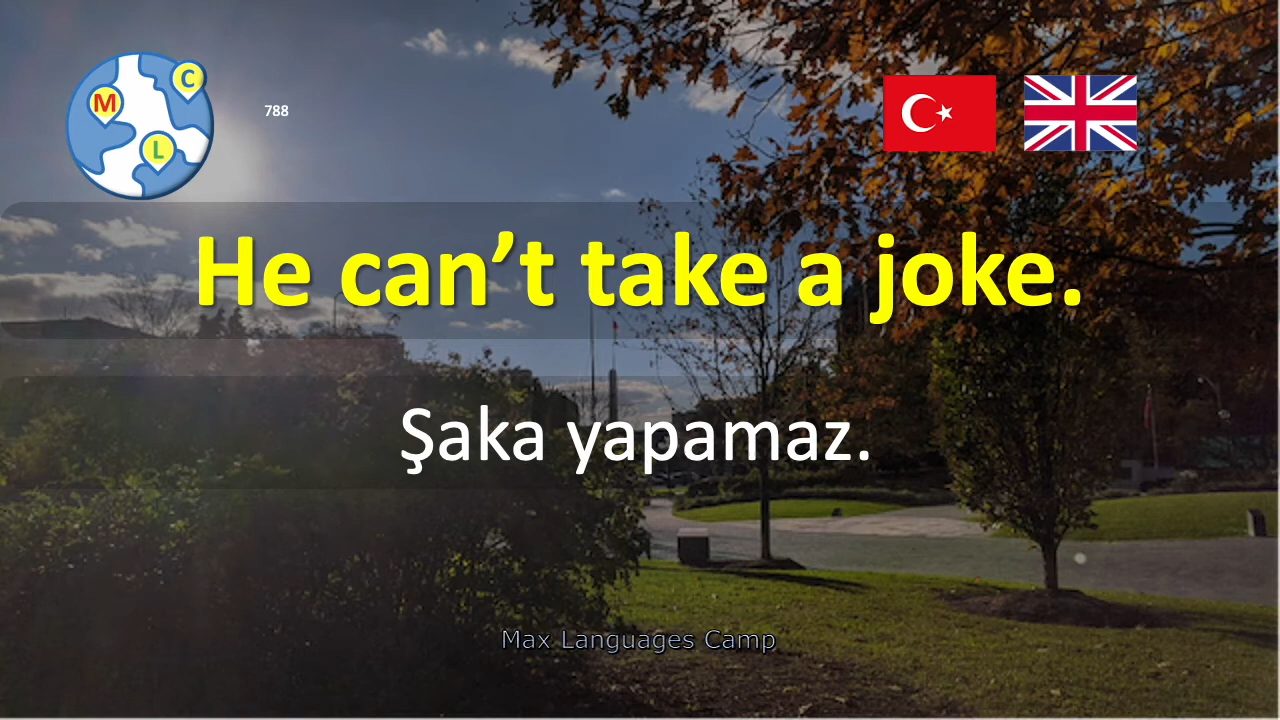 M
C
L
788
He can’t take a joke.
Şaka yapamaz.
Max Languages Camp